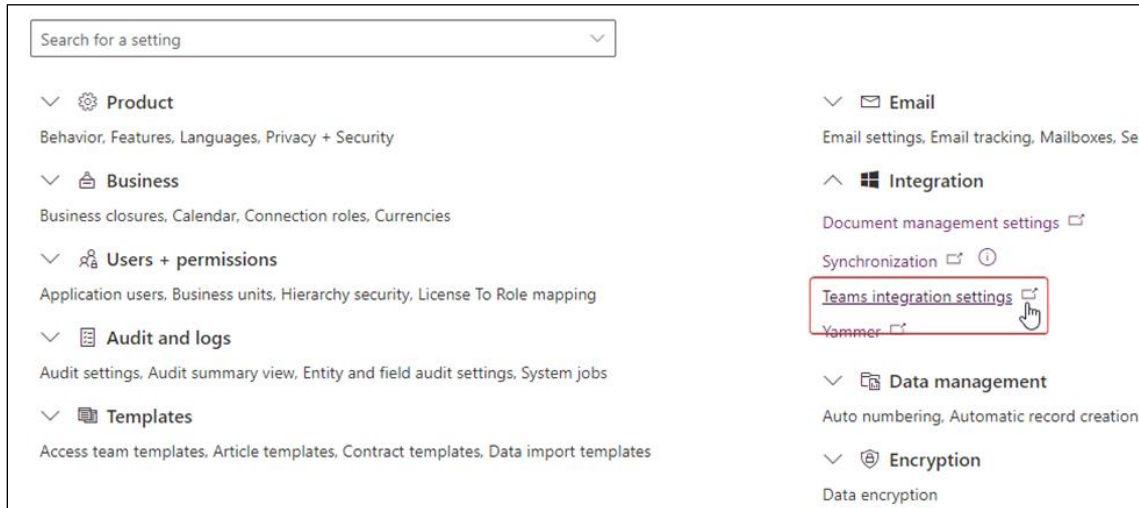 Search for a setting
Product
Behavior, Features, Languages, Privacy + Security
Business
Business closures, Calendar, Connection roles, Currencies
Users + permissions
Application users, Business units, Hierarchy security, License To Role mapping
Audit and logs
Audit settings, Audit summary view, Entity and field audit settings, System jobs
Templates
Access team templates, Article templates, Contract templates, Data import templates
Email
Email settings, Email tracking, Mailboxes, Se
Integration
Document management settings
Synchronization
Teams integration settings
Yammer
Data management
Auto numbering, Automatic record creation
Encryption
Data encryption